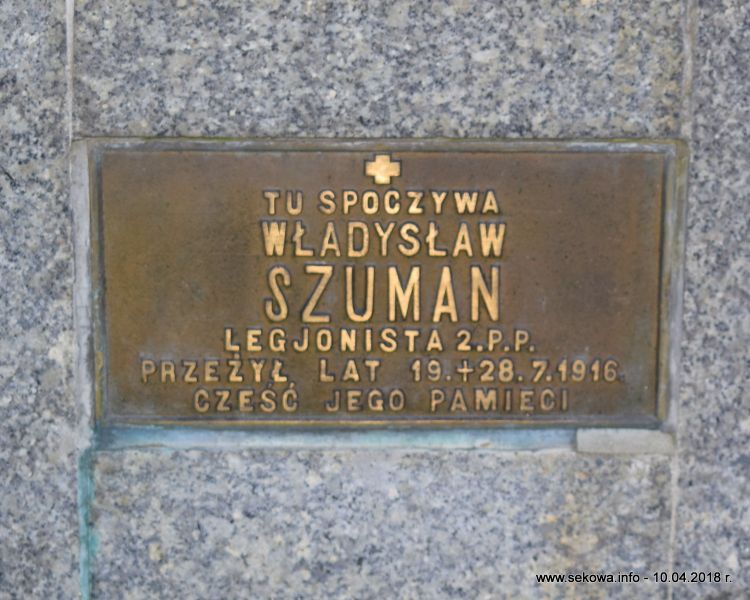 TU SPOCZYWA
WŁADYSŁAW
SZUMAN
LEGJONISTA 2.P.P.
PRZEŻYŁ LAT 19.✝28.7.1916.
CZEŚĆ JEGO PAMIĘCI
www.sekowa.info - 10.04.2018 r.